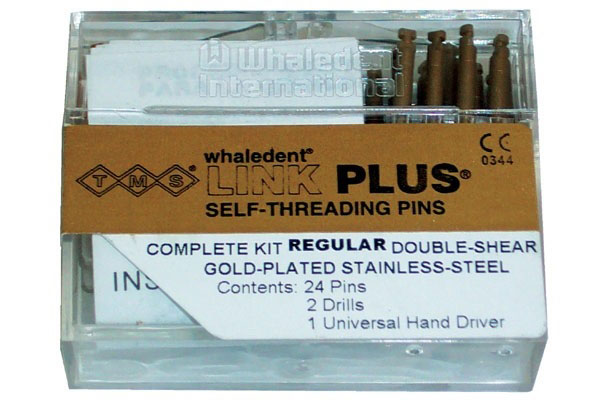 Whaledent
International
CE
0344
TMS
whaledent®
LINK PLUS®
SELF-THREADING PINS
COMPLETE KIT REGULAR DOUBLE-SHEAR
GOLD-PLATED STAINLESS-STEEL
INS
Contents: 24 Pins
2 Drills
1 Universal Hand Driver